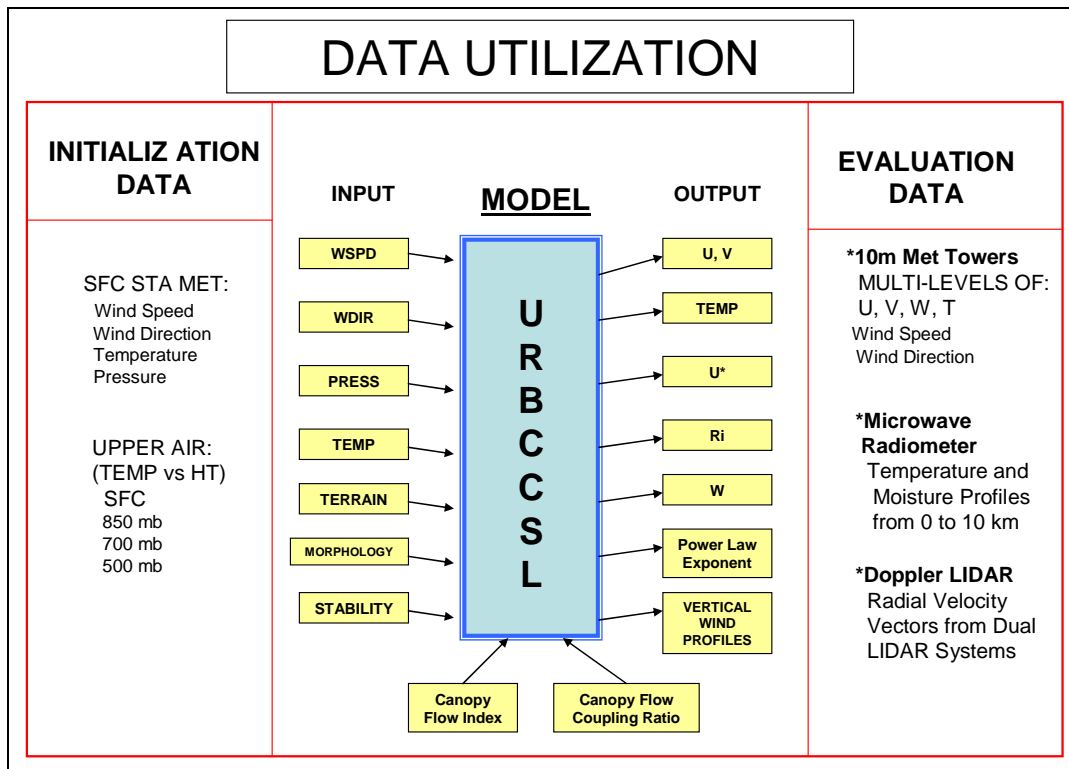 DATA UTILIZATION
INITIALIZ ATION
DATA
SFC STA MET:
Wind Speed
Wind Direction
Temperature
Pressure
UPPER AIR:
(TEMP vs HT)
SFC
850 mb
700 mb
500 mb
INPUT
WSPD
WDIR
PRESS
TEMP
TERRAIN
MORPHOLOGY
STABILITY
MODEL
U
R
B
C
C
S
L
Canopy
Flow Index
Canopy Flow
Coupling Ratio
OUTPUT
U, V
TEMP
U*
Ri
W
Power Law
Exponent
VERTICAL
WIND
PROFILES
EVALUATION
DATA
*10m Met Towers
MULTI-LEVELS OF:
U, V, W, T
Wind Speed
Wind Direction
*Microwave
Radiometer
Temperature and
Moisture Profiles
from 0 to 10 km
*Doppler LIDAR
Radial Velocity
Vectors from Dual
LIDAR Systems